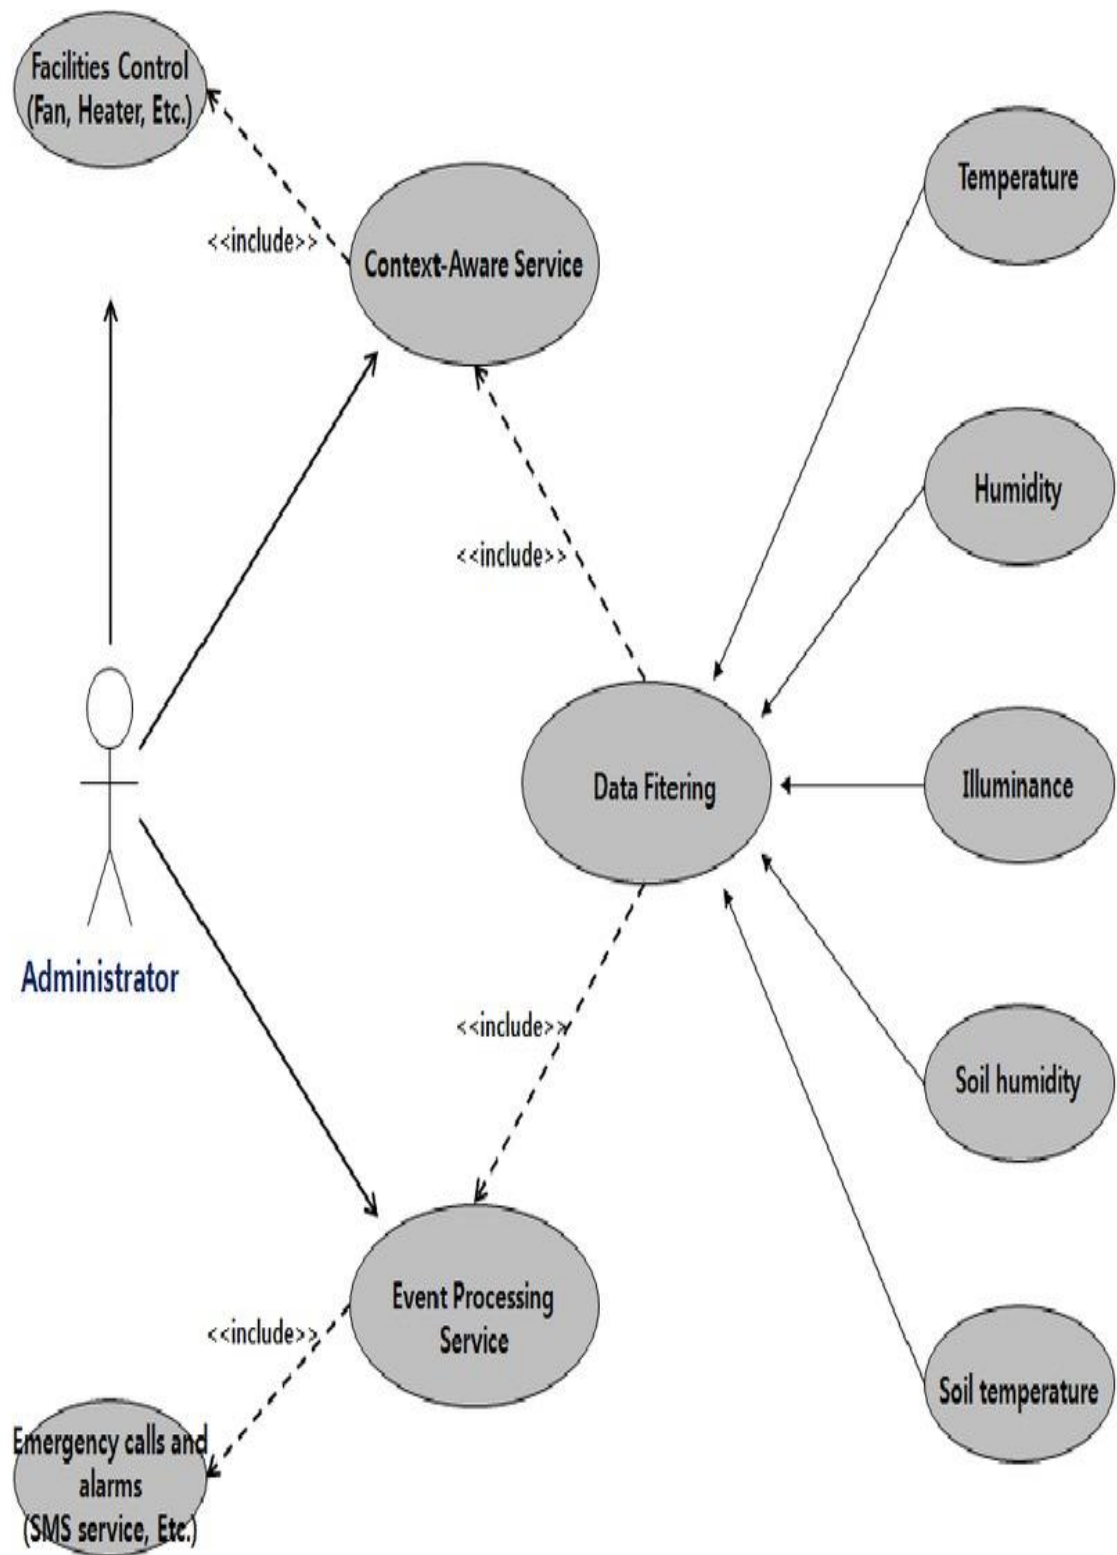 Facilities Control
(Fan, Heater, Etc.)
Temperature
<<include>>
Context-Aware Service
Humidity
<<include>>
Data Fitering
Illuminance
Administrator
<<include>>
Soil humidity
Event Processing
Service
<<include>>
Soil temperature
Emergency calls and
alarms
(SMS service, Etc.)